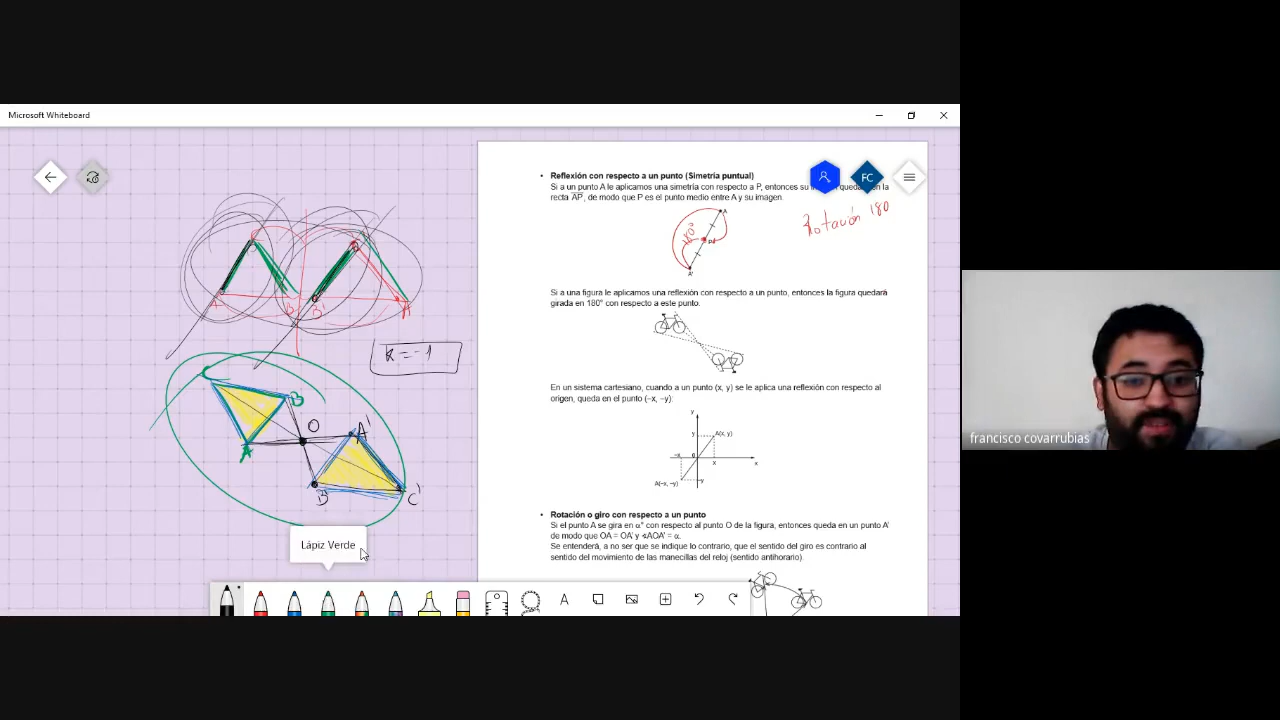 Microsoft Whiteboard
FC
• Reflexión con respecto a un punto (Simetría puntual)
Si a un punto A le aplicamos una simetría con respecto a P, entonces su queda en la
recta AP, de modo que P es el punto medio entre A y su imagen.
Rotación 180
180°
A
P
A'
Si a una figura le aplicamos una reflexión con respecto a un punto, entonces la figura quedará
girada en 180° con respecto a este punto.
En un sistema cartesiano, cuando a un punto (x, y) se le aplica una reflexión con respecto al
origen, queda en el punto (−x, −y):
y
y
A(x, y)
−x
0
x
x
A(−x, −y)
−y
• Rotación o giro con respecto a un punto
Si el punto A se gira en α° con respecto al punto O de la figura, entonces queda en un punto A'
de modo que OA = OA' y ∢AOA' = α.
Se entenderá, a no ser que se indique lo contrario, que el sentido del giro es contrario al
sentido del movimiento de las manecillas del reloj (sentido antihorario).
A
B
B'
A'
K=-1
C
B
O
A'
A
B'
C'
Lápiz Verde
A
francisco covarrubias